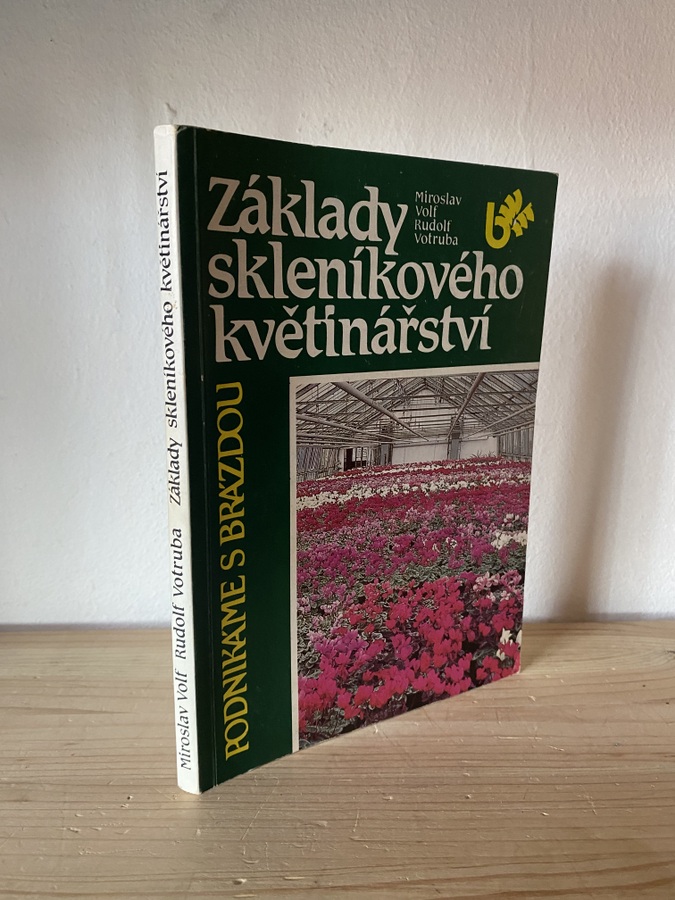 Základy
skleníkového
květinářství
Miroslav
Volf
Rudolf
Votruba
PODNIKÁME S BRÁZDOU
Miroslav Volf Rudolf Votruba Základy skleníkového květinářství